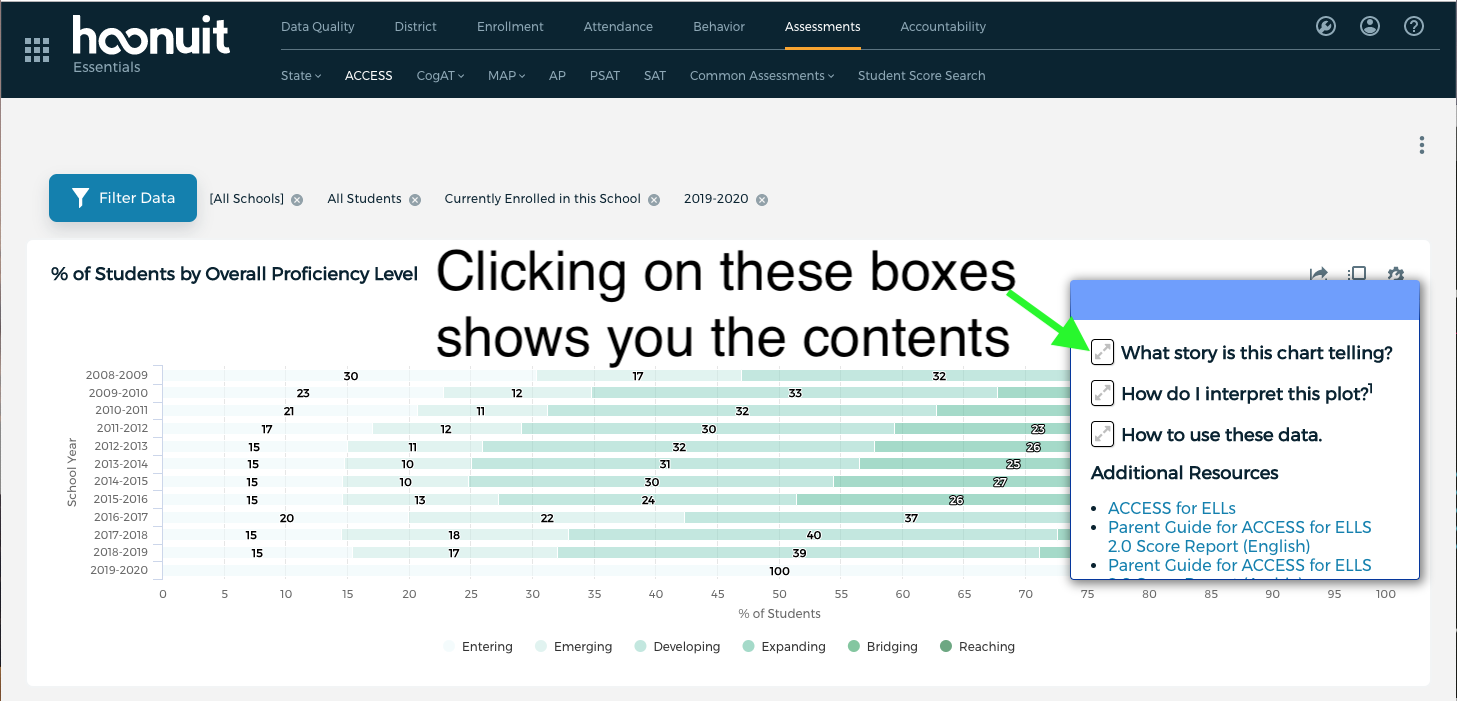 hoonuit
Essentials
Data Quality District Enrollment Attendance Behavior Assessments Accountability
State ACCESS CogAT MAP AP PSAT SAT Common Assessments Student Score Search
Filter Data [All Schools] All Students Currently Enrolled in this School 2019-2020
% of Students by Overall Proficiency Level
Clicking on these boxes
shows you the contents
What story is this chart telling?
How do I interpret this plot?1
How to use these data.
Additional Resources
ACCESS for ELLs
Parent Guide for ACCESS for ELLS
2.0 Score Report (English)
Parent Guide for ACCESS for ELLS
School Year
2008-2009 30 17 32
2009-2010 23 12 33
2010-2011 21 11 32
2011-2012 17 12 30 23
2012-2013 15 11 32 26
2013-2014 15 10 31 25
2014-2015 15 10 30 27
2015-2016 15 13 24 26
2016-2017 20 22 37
2017-2018 15 18 40
2018-2019 15 17 39
2019-2020 100
0 5 10 15 20 25 30 35 40 45 50 55 60 65 70 75 80 85 90 95 100
% of Students
Entering Emerging Developing Expanding Bridging Reaching